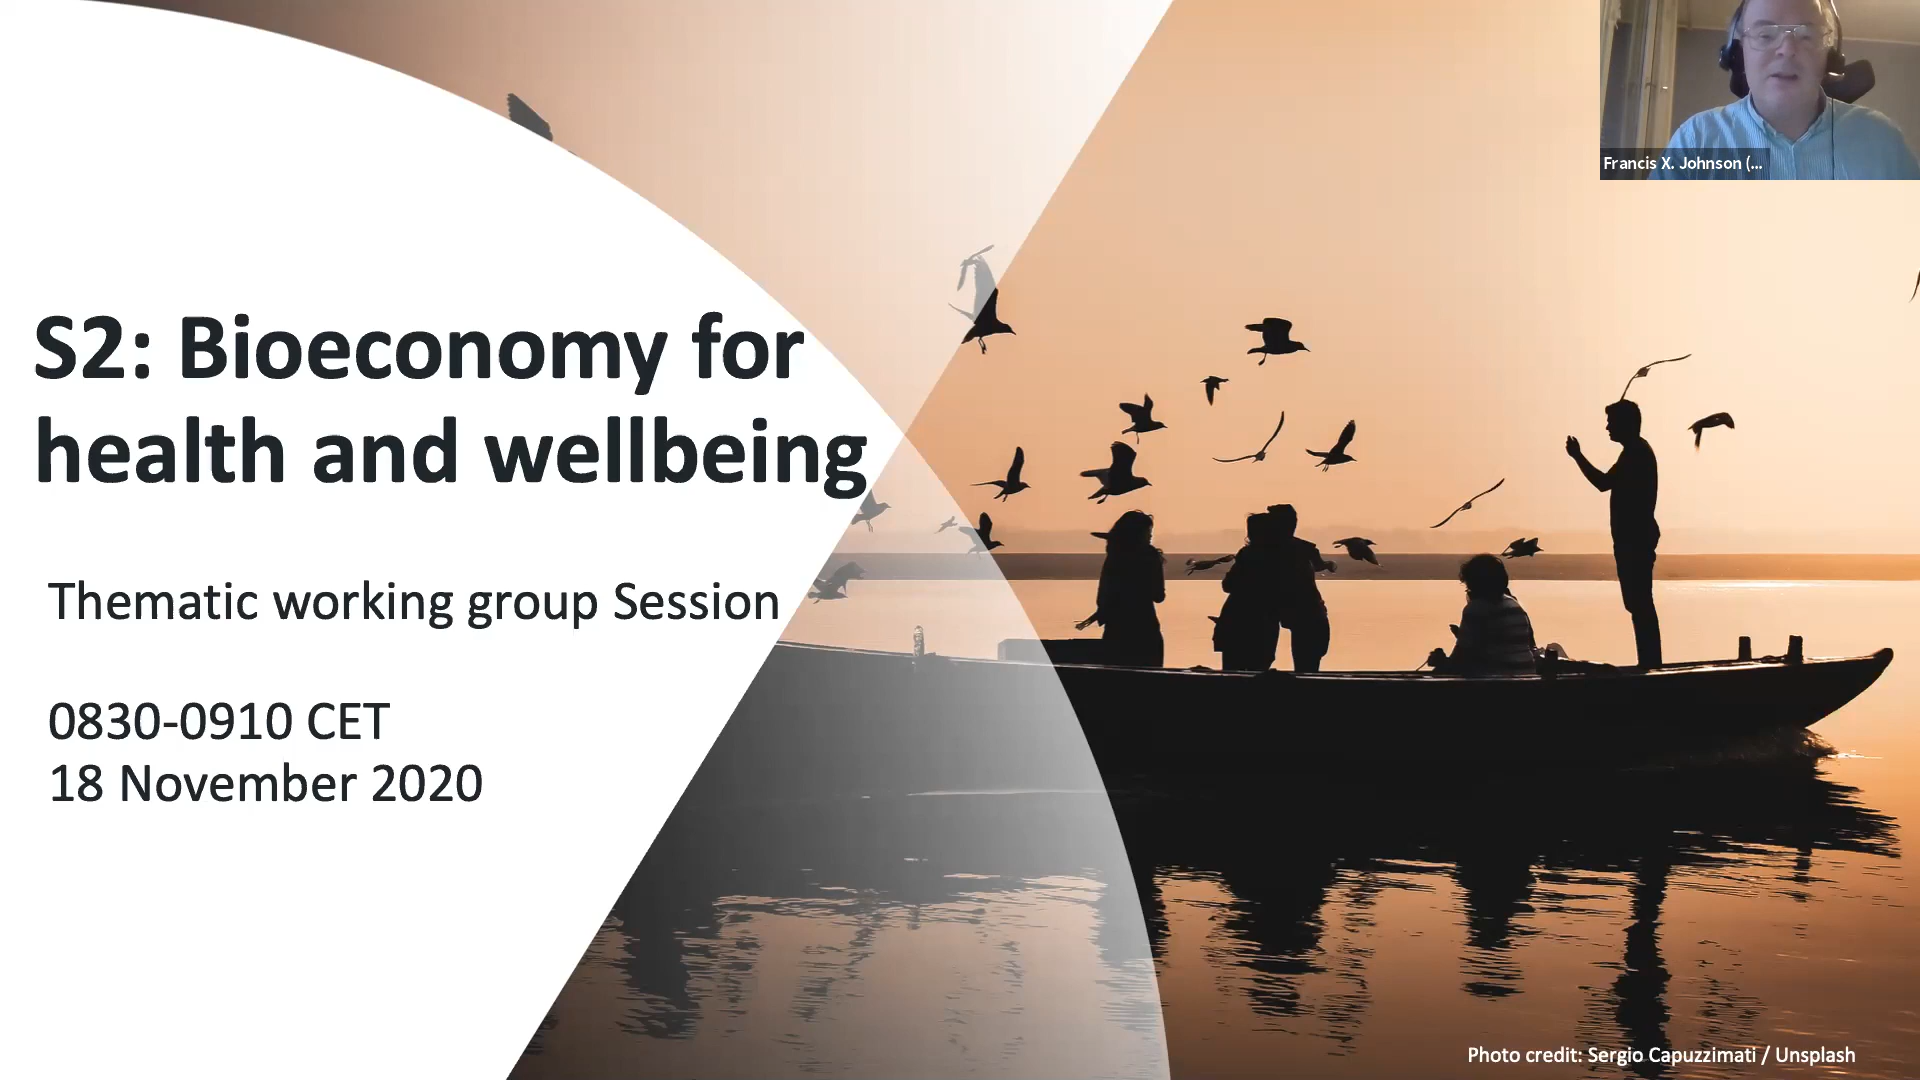 Francis X. Johnson (...
S2: Bioeconomy for
health and wellbeing
Thematic working group Session
0830-0910 CET
18 November 2020
Photo credit: Sergio Capuzzimati / Unsplash